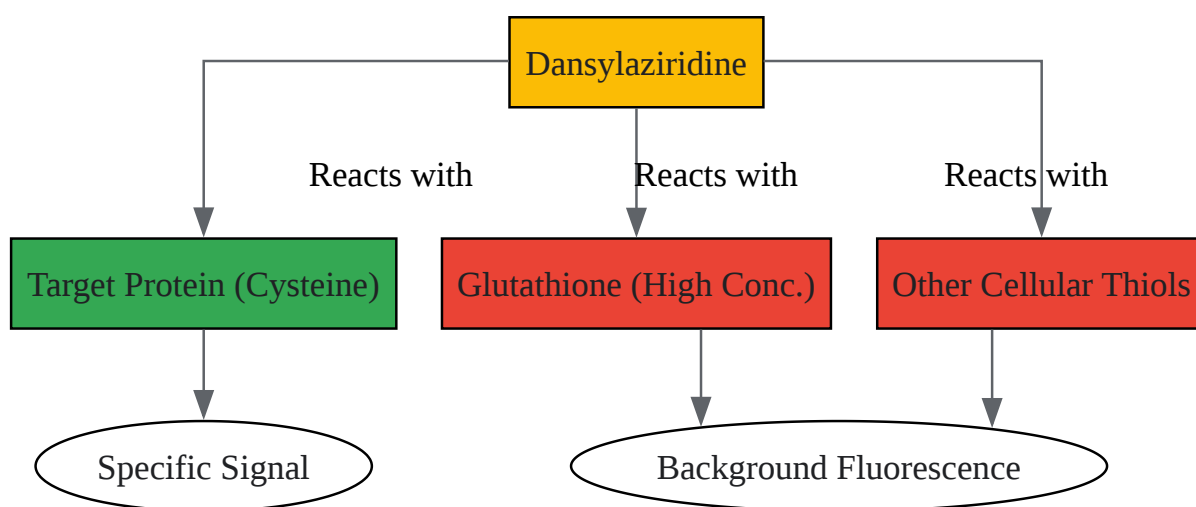 Dansylaziridine
Reacts with
Reacts with
Reacts with
Target Protein (Cysteine)
Glutathione (High Conc.)
Other Cellular Thiols
Specific Signal
Background Fluorescence